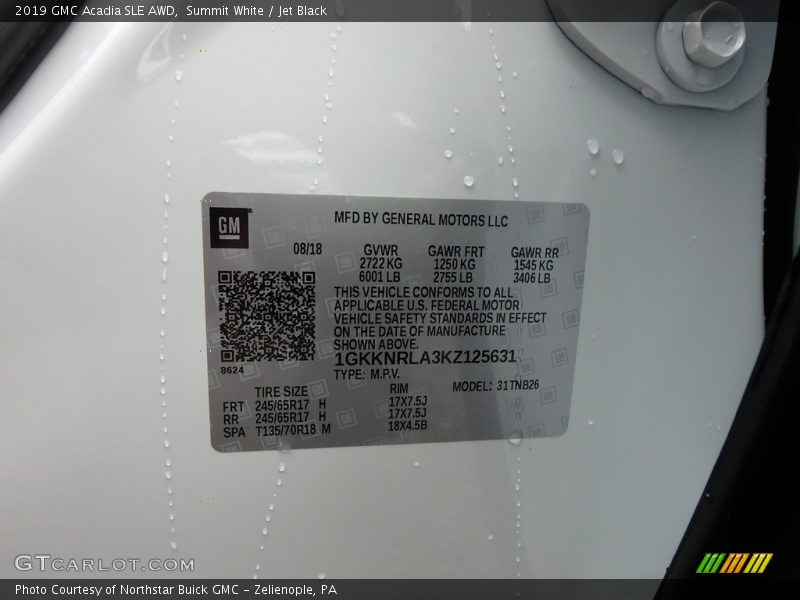 2019 GMC Acadia SLE AWD, Summit White / Jet Black
GM
MFD BY GENERAL MOTORS LLC
08/18 GVWR GAWR FRT GAWR RR
2722 KG 1250 KG 1545 KG
6001 LB 2755 LB 3406 LB
THIS VEHICLE CONFORMS TO ALL
APPLICABLE U.S. FEDERAL MOTOR
VEHICLE SAFETY STANDARDS IN EFFECT
ON THE DATE OF MANUFACTURE
SHOWN ABOVE.
1GKKNRLA3KZ125631
8624
TYPE: M.P.V.
TIRE SIZE RIM MODEL: 31TNB26
FRT 245/65R17 H 17X7.5J
RR 245/65R17 H 17X7.5J
SPA T135/70R18 M 18X4.5B
GTCARLOT.COM
Photo Courtesy of Northstar Buick GMC - Zelienople, PA